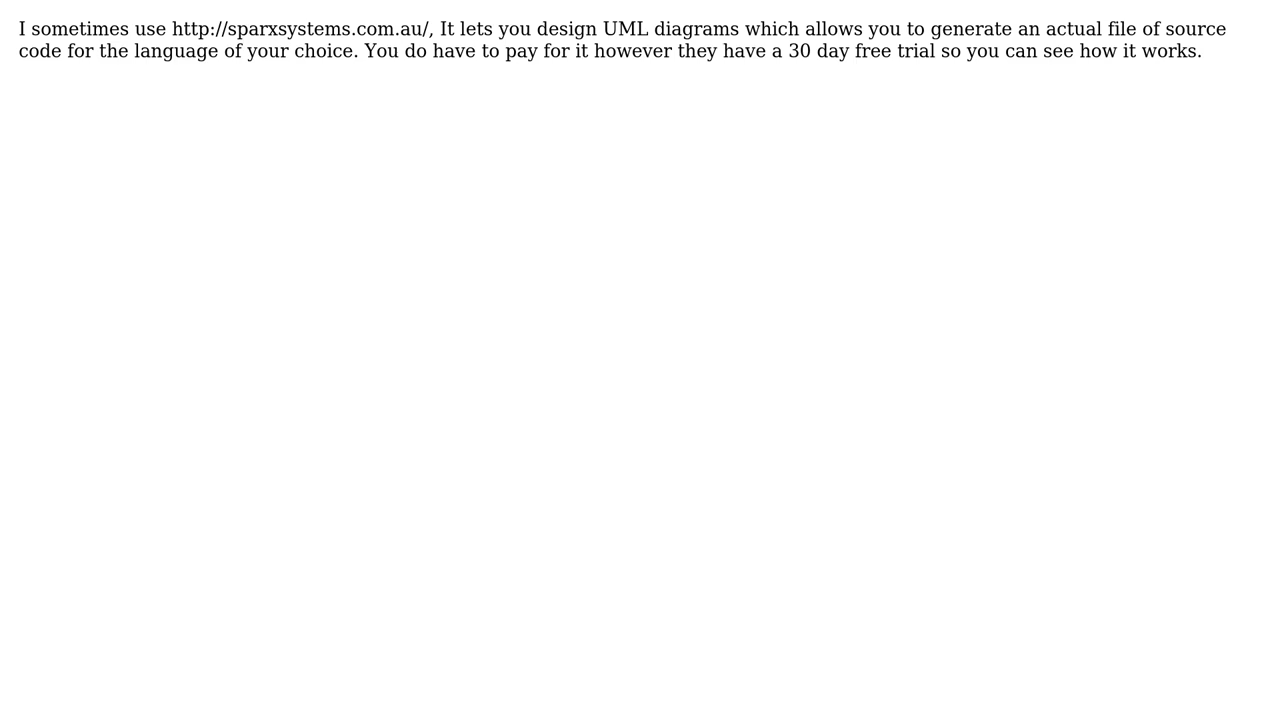 I sometimes use http://sparxsystems.com.au/, It lets you design UML diagrams which allows you to generate an actual file of source
code for the language of your choice. You do have to pay for it however they have a 30 day free trial so you can see how it works.